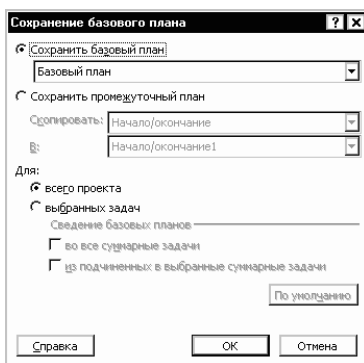 Сохранение базового плана
Сохранить базовый план
Базовый план
Сохранить промежуточный план
Скопировать: Начало/окончание
В: Начало/окончание1
Для:
всего проекта
выбранных задач
Сведение базовых планов
во все суммарные задачи
из подчиненных в выбранные суммарные задачи
По умолчанию
Справка ОК Отмена